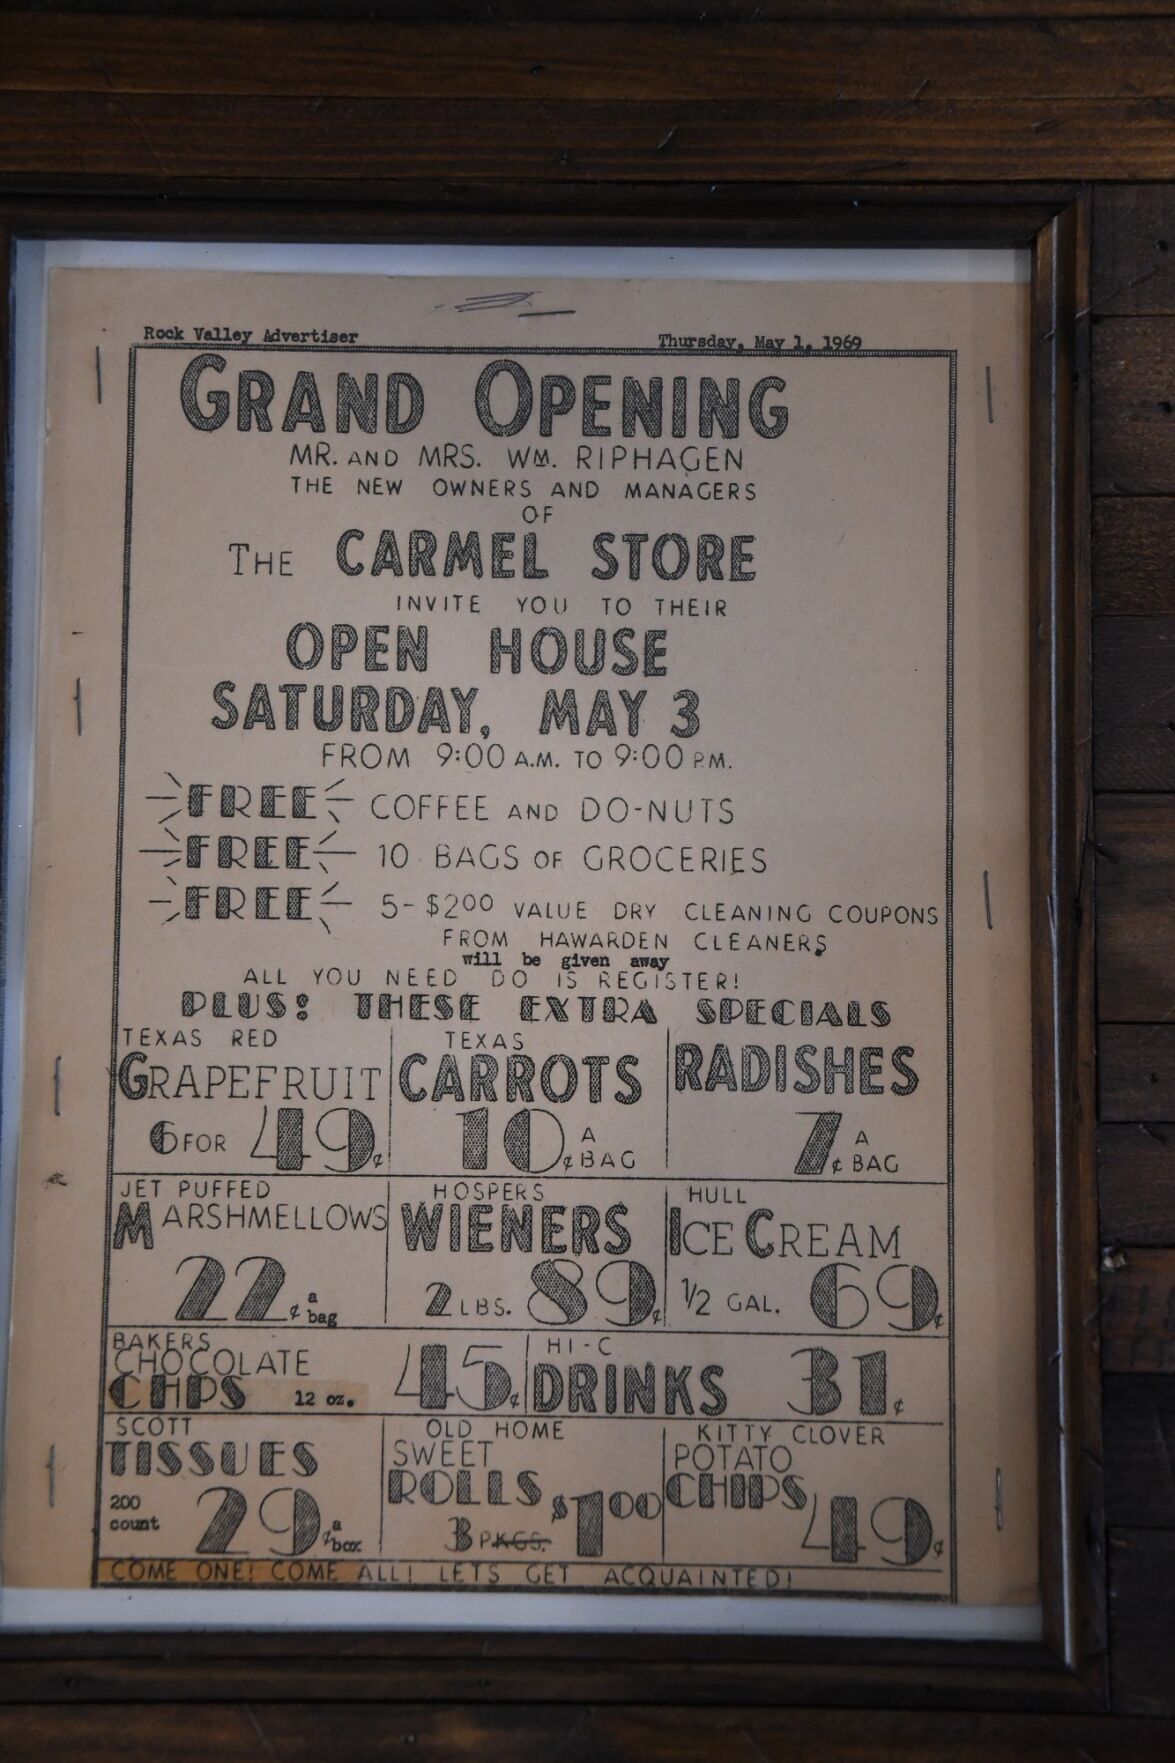 Rock Valley Advertiser Thursday, May 1, 1969
GRAND OPENING
MR. AND MRS. WM. RIPHAGEN
THE NEW OWNERS AND MANAGERS
OF
THE CARMEL STORE
INVITE YOU TO THEIR
OPEN HOUSE
SATURDAY, MAY 3
FROM 9:00 A.M. TO 9:00 P.M.
FREE COFFEE AND DO-NUTS
FREE 10 BAGS OF GROCERIES
FREE 5-$2.00 VALUE DRY CLEANING COUPONS
FROM HAWARDEN CLEANERS
will be given away
ALL YOU NEED DO IS REGISTER!
PLUS: THESE EXTRA SPECIALS
TEXAS RED
GRAPEFRUIT
6 FOR 49¢
TEXAS
CARROTS
10¢ A BAG
RADISHES
7¢ A BAG
JET PUFFED
MARSHMELLOWS
22¢ a bag
HOSPERS
WIENERS
2 LBS. 89¢
HULL
ICE CREAM
1/2 GAL. 69¢
BAKERS
CHOCOLATE
CHPS 12 oz. 45¢
HI-C
DRINKS 31¢
SCOTT
TISSUES
200 count 29¢ a box
OLD HOME
SWEET
ROLLS
3 PKGS. $1.00
KITTY CLOVER
POTATO
CHIPS 49¢
COME ONE! COME ALL! LETS GET ACQUAINTED!